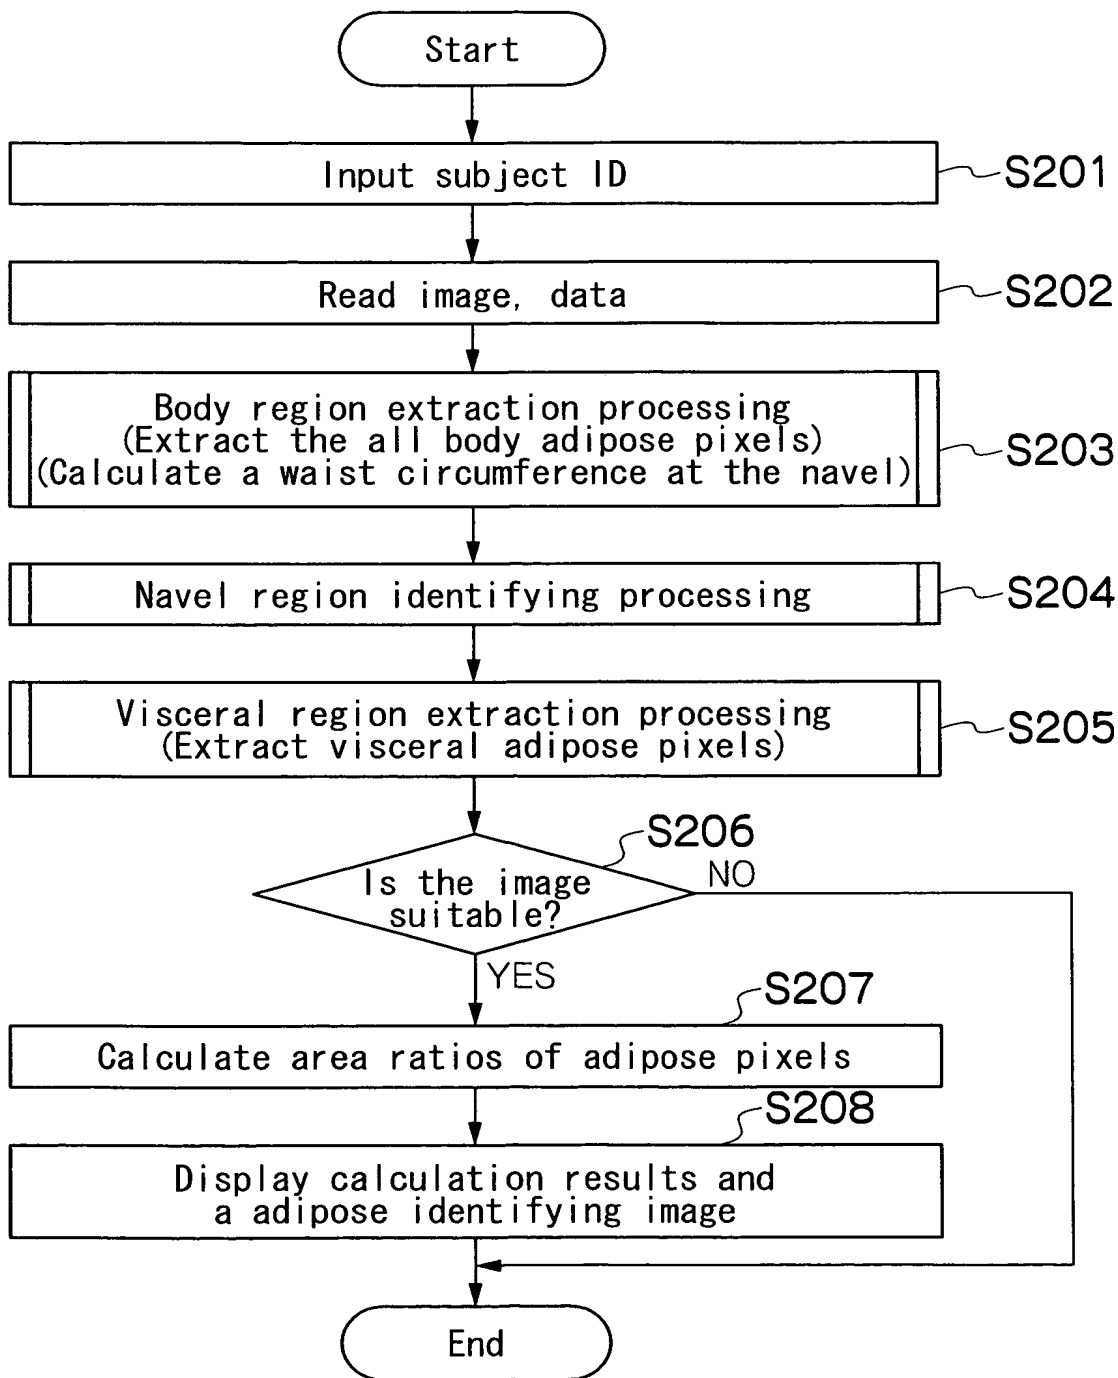 Start
Input subject ID
S201
Read image, data
S202
Body region extraction processing
(Extract the all body adipose pixels)
(Calculate a waist circumference at the navel)
S203
Navel region identifying processing
S204
Visceral region extraction processing
(Extract visceral adipose pixels)
S205
S206
Is the image
suitable?
NO
YES
S207
Calculate area ratios of adipose pixels
S208
Display calculation results and
a adipose identifying image
End